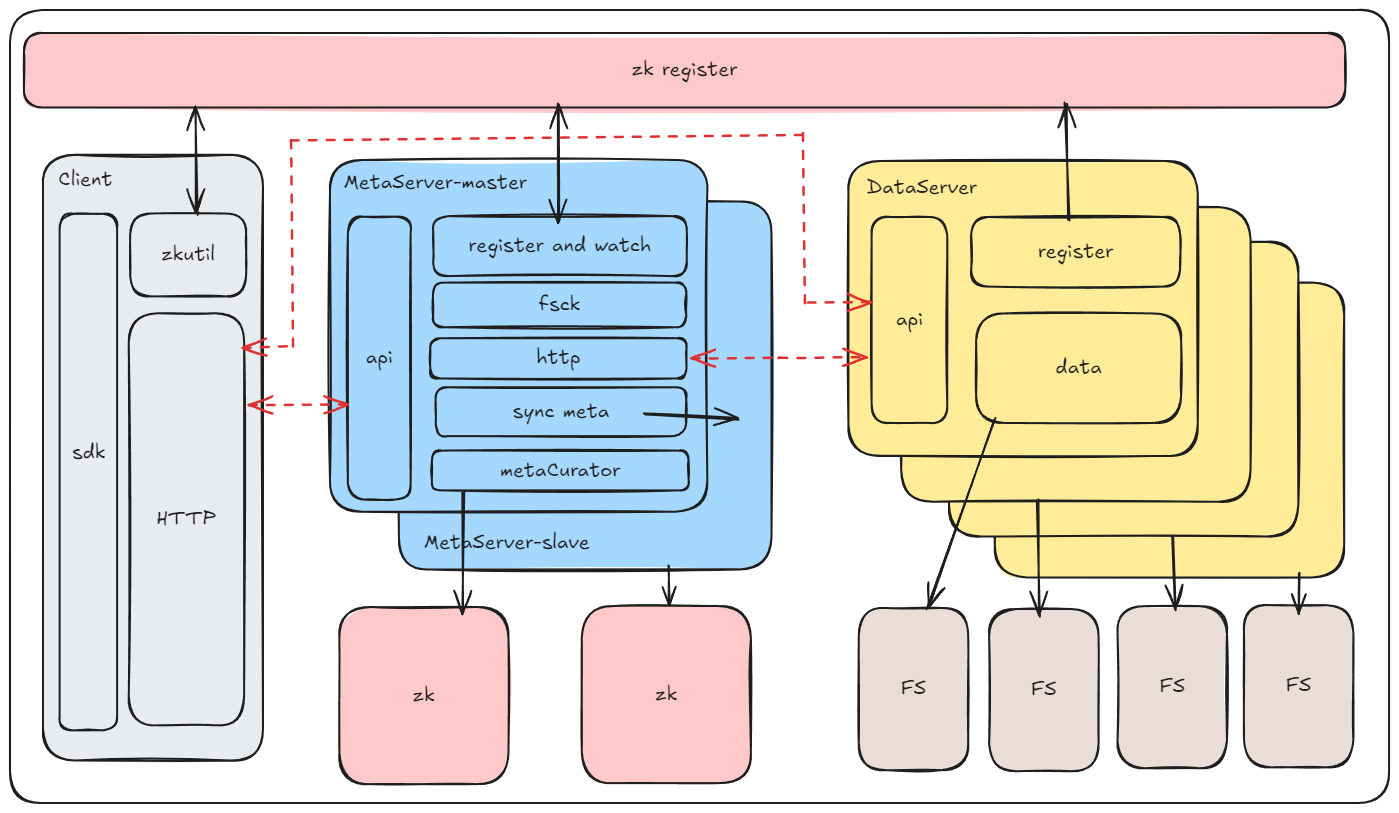 zk register
Client
sdk
zkutil
HTTP
MetaServer-master
api
register and watch
fsck
http
sync meta
metaCurator
MetaServer-slave
DataServer
api
register
data
zk
zk
FS
FS
FS
FS